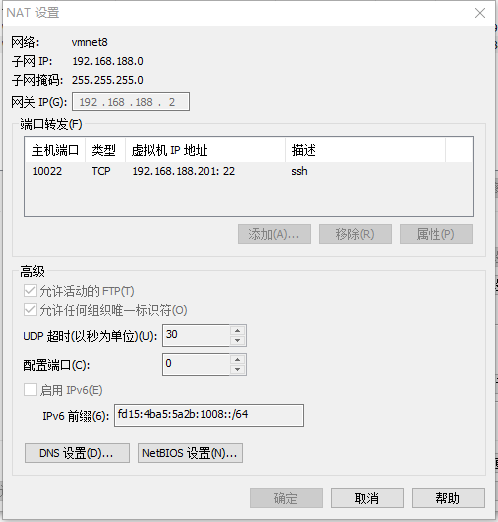 NAT 设置
网络: vmnet8
子网 IP: 192.168.188.0
子网掩码: 255.255.255.0
网关 IP(G): 192 . 168 . 188 . 2
端口转发(F)
主机端口 类型 虚拟机 IP 地址 描述
10022 TCP 192.168.188.201: 22 ssh
添加(A)... 移除(R) 属性(P)
高级
允许活动的 FTP(T)
允许任何组织唯一标识符(O)
UDP 超时(以秒为单位)(U): 30
配置端口(C): 0
启用 IPv6(E)
IPv6 前缀(6): fd15:4ba5:5a2b:1008::/64
DNS 设置(D)... NetBIOS 设置(N)...
确定 取消 帮助